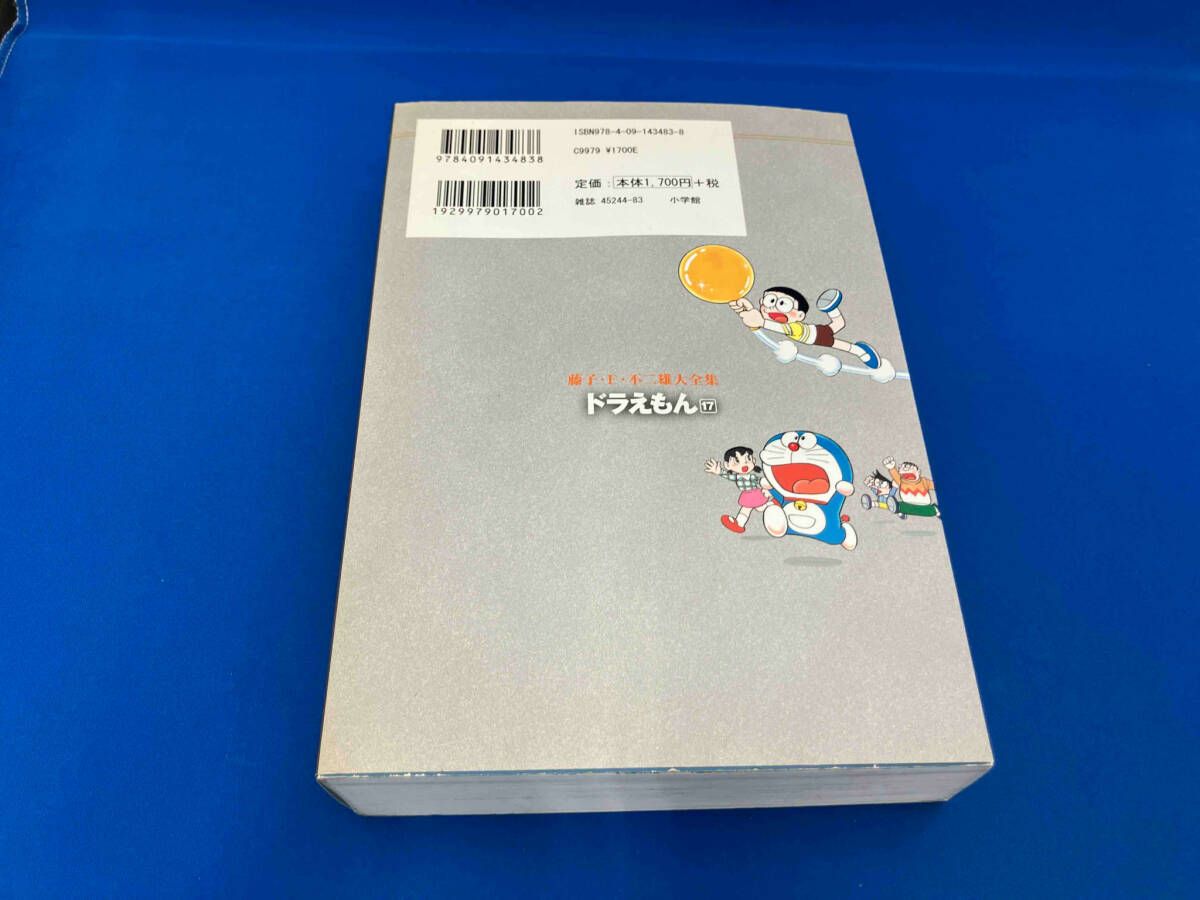 ISBN978-4-09-143483-8
9784091434838
C9979 ¥1700E
定価:本体1,700円+税
1929979017002
雑誌 45244-83 小学館
藤子・F・不二雄大全集
ドラえもん 17